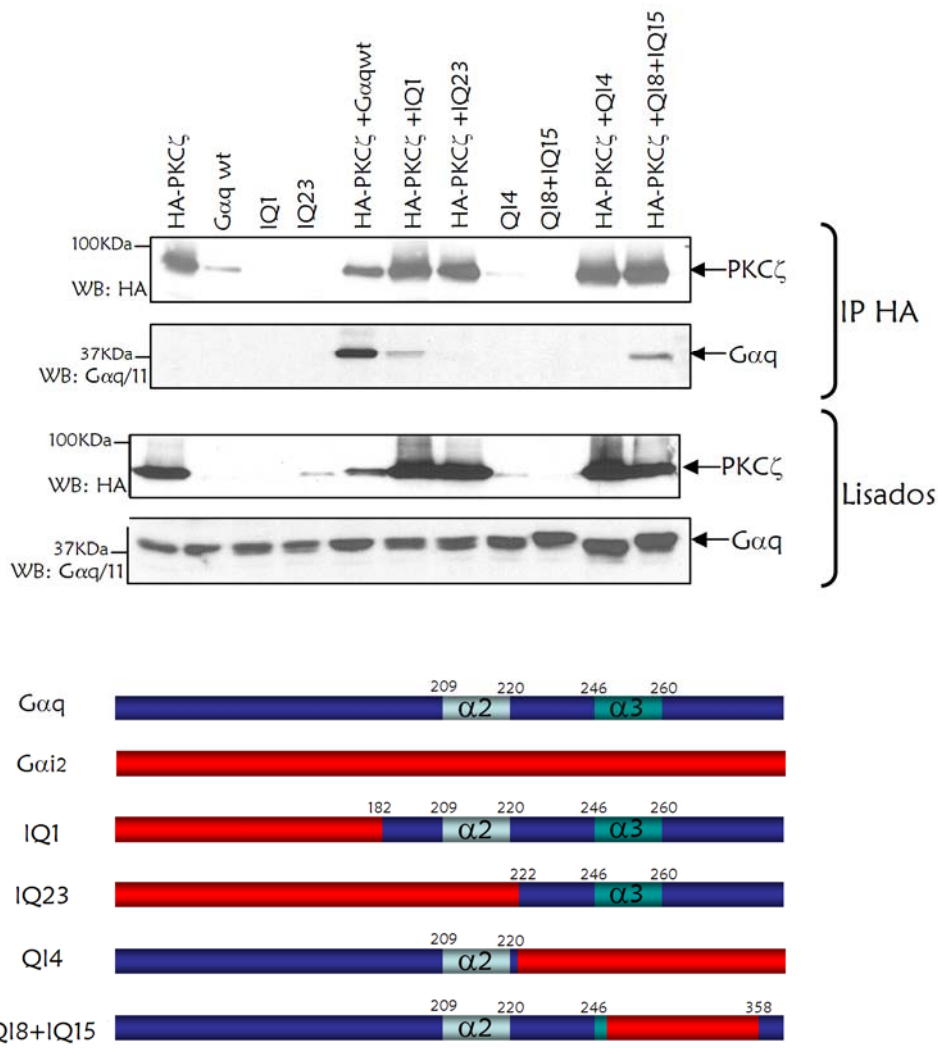 HA-PKCζ
Gαq wt
IQ1
IQ23
HA-PKCζ +Gαqwt
HA-PKCζ +IQ1
HA-PKCζ +IQ23
QI4
QI8+IQ15
HA-PKCζ +QI4
HA-PKCζ +QI8+IQ15
100KDa
WB: HA
PKCζ
37KDa
WB: Gαq/11
Gαq
IP HA
100KDa
WB: HA
PKCζ
37KDa
WB: Gαq/11
Gαq
Lisados
209 220 246 260
Gαq α2 α3
Gαi2
182 209 220 246 260
IQ1 α2 α3
222 246 260
IQ23 α3
209 220
QI4 α2
209 220 246 358
QI8+IQ15 α2